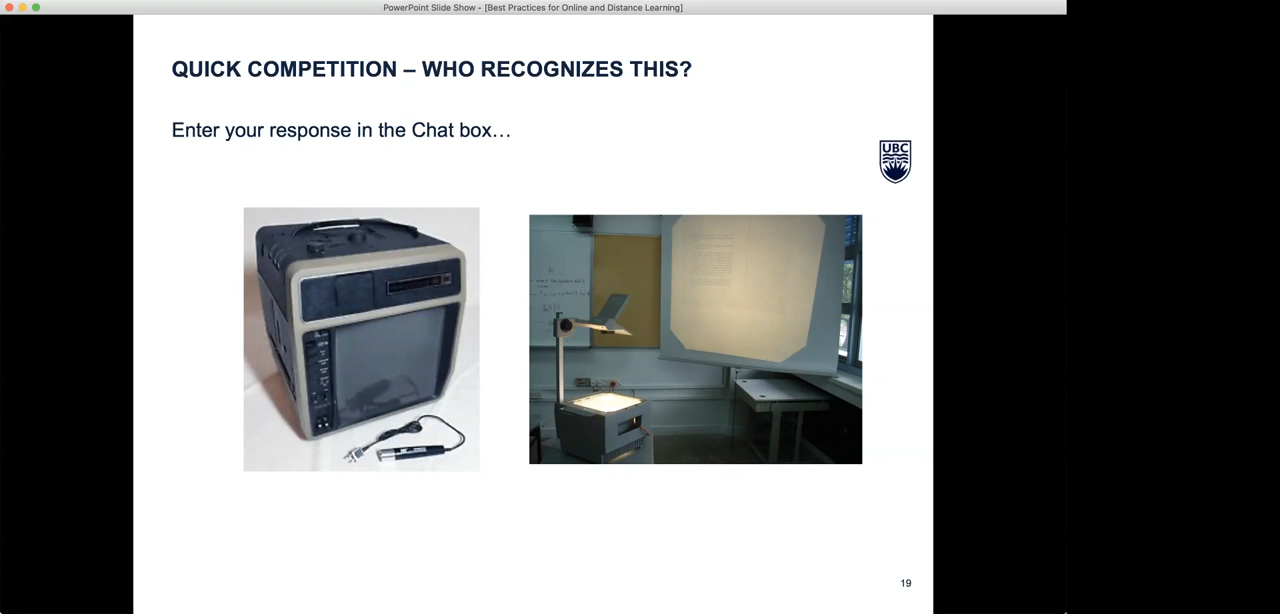 PowerPoint Slide Show - [Best Practices for Online and Distance Learning]
QUICK COMPETITION – WHO RECOGNIZES THIS?
Enter your response in the Chat box…
UBC
19